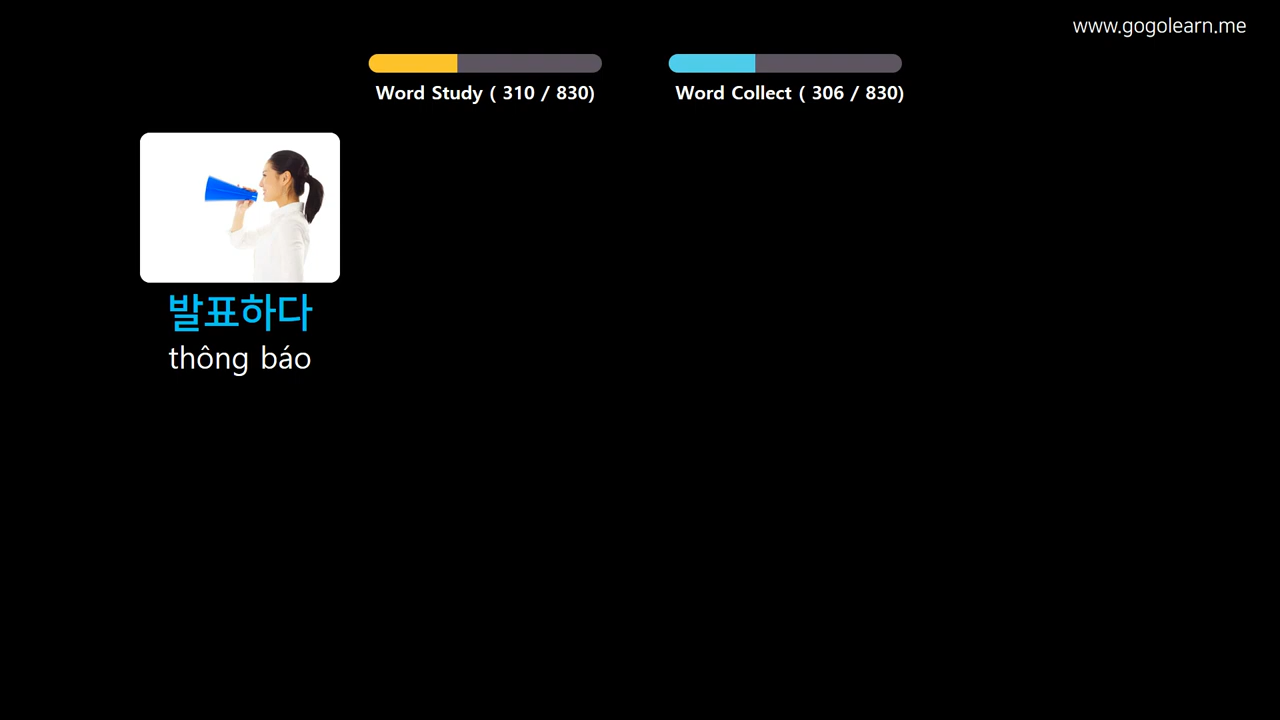 www.gogolearn.me
Word Study ( 310 / 830)
Word Collect ( 306 / 830)
발표하다
thông báo